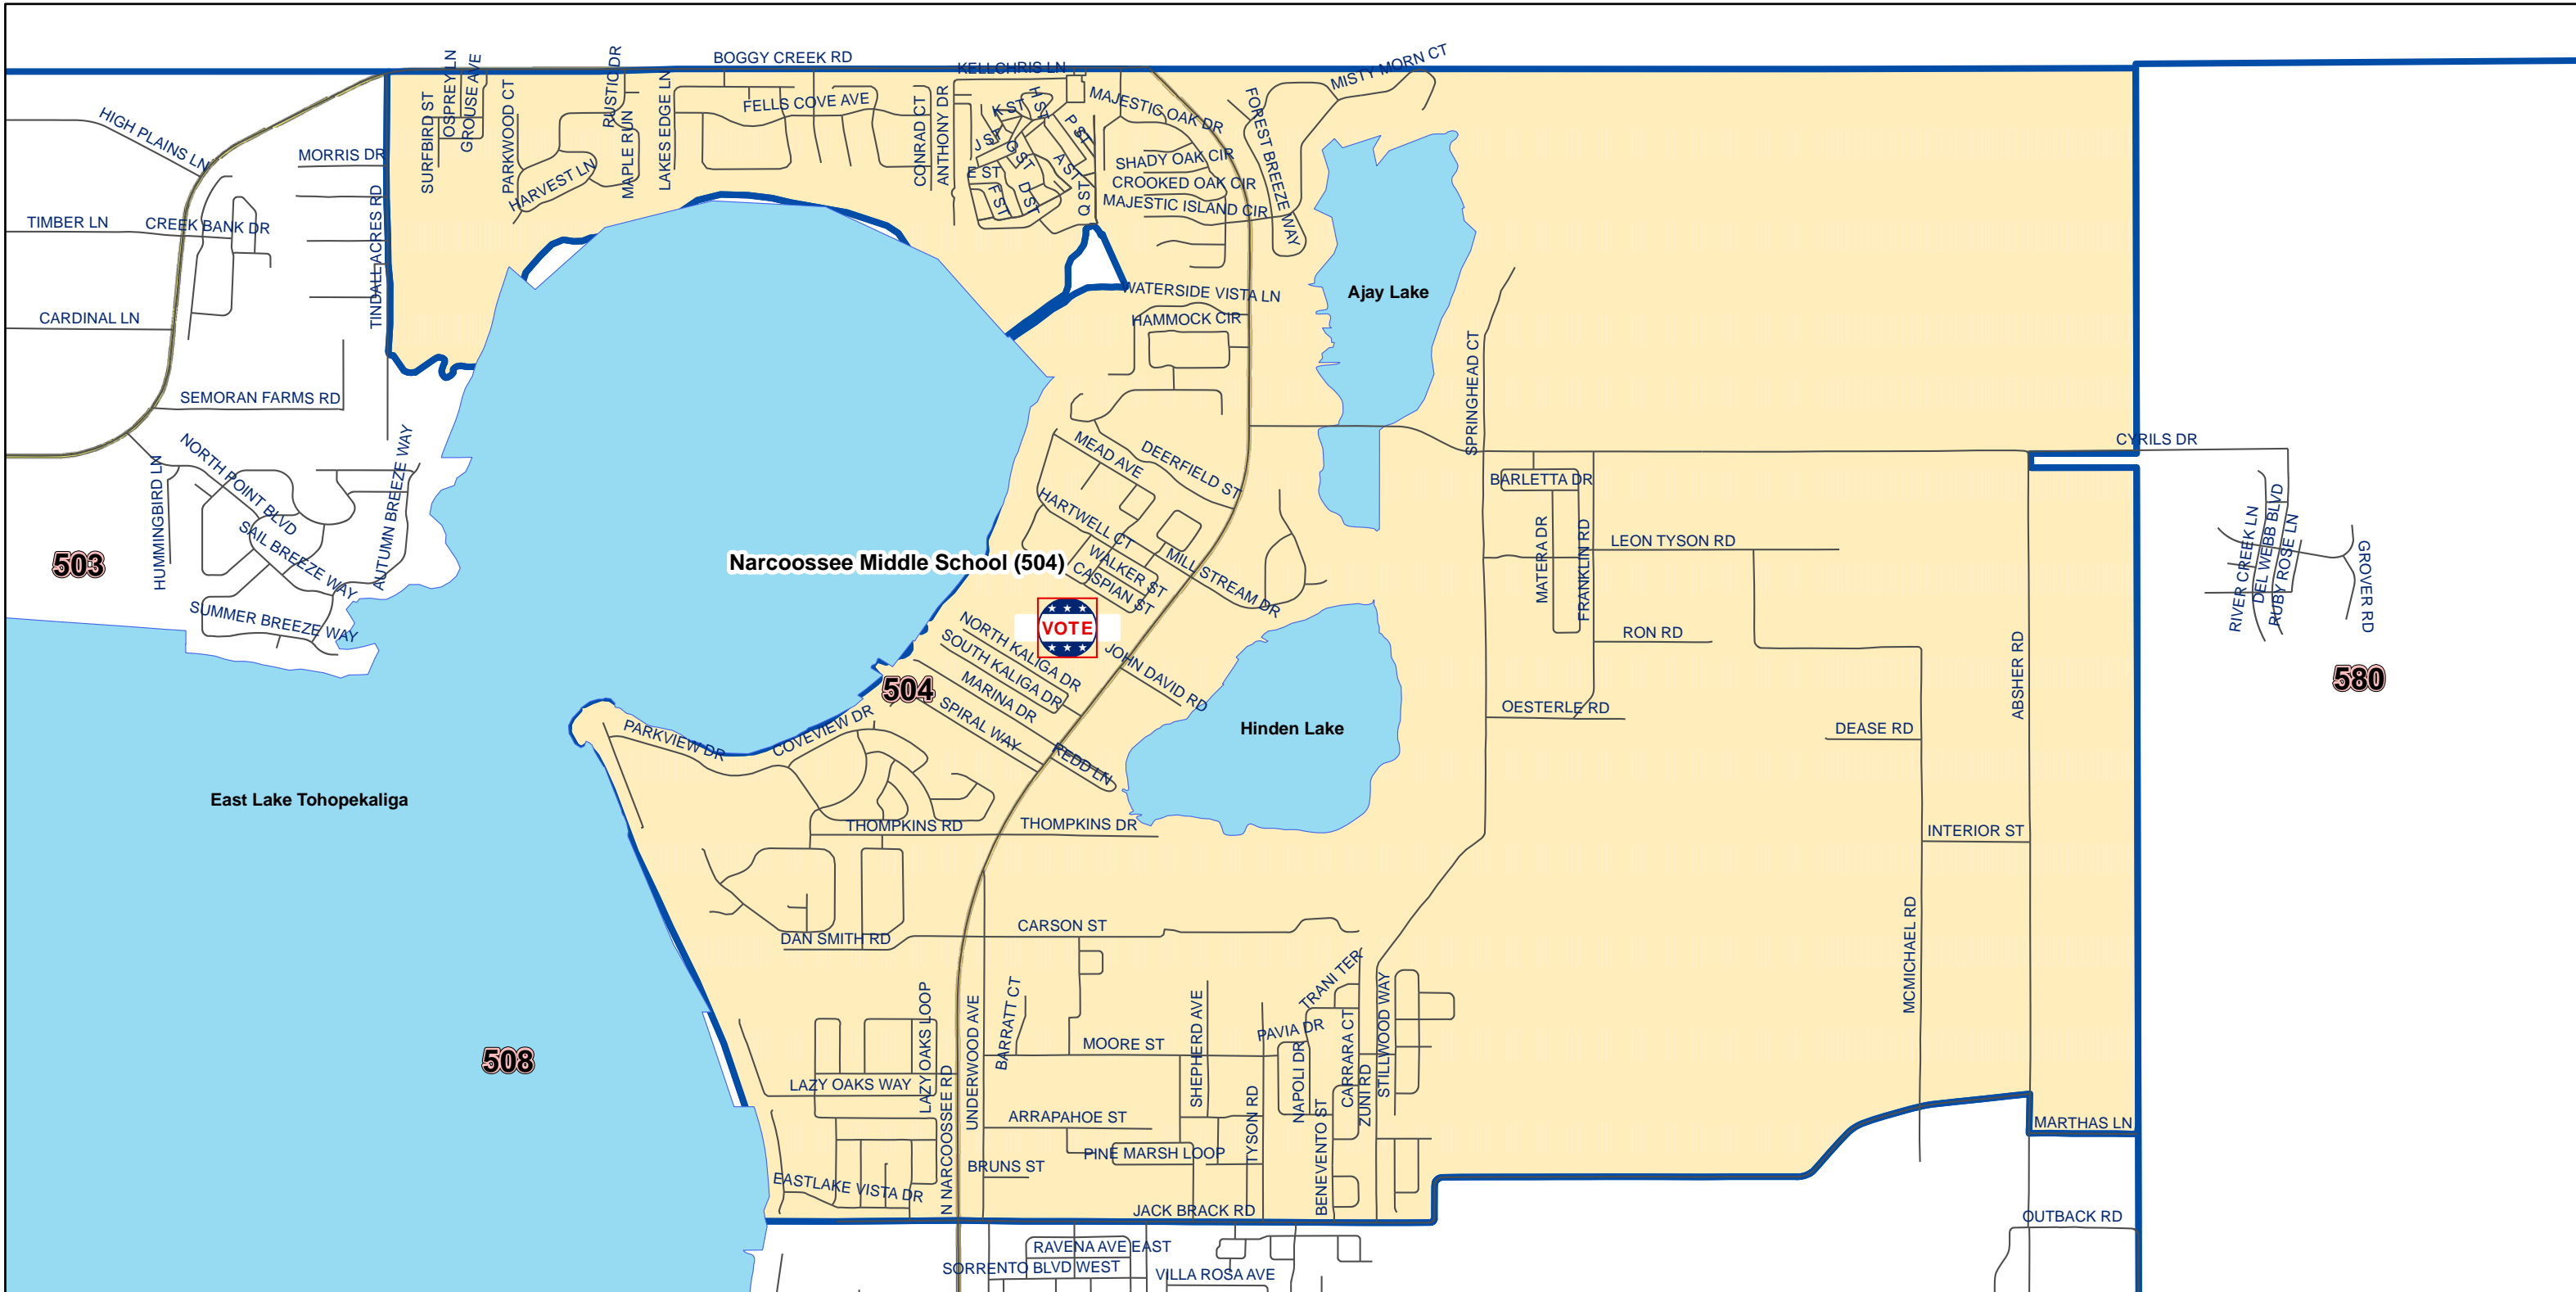 BOGGY CREEK RD
KELLCHRIS LN
MISTY MORN CT
OSPREY LN
GROUSE AVE
RUSTIC DR
SURFBIRD ST
PARKWOOD CT
MAPLE RUN
LAKES EDGE LN
FELLS COVE AVE
CONRAD CT
ANTHONY DR
K ST
H ST
MAJESTIC OAK DR
FOREST BREEZE WAY
HIGH PLAINS LN
MORRIS DR
HARVEST LN
J ST
G ST
P ST
A ST
E ST
F ST
D ST
Q ST
SHADY OAK CIR
CROOKED OAK CIR
MAJESTIC ISLAND CIR
TIMBER LN
CREEK BANK DR
TINDALL ACRES RD
WATERSIDE VISTA LN
Ajay Lake
CARDINAL LN
HAMMOCK CIR
SPRINGHEAD CT
SEMORAN FARMS RD
NORTH POINT BLVD
HUMMINGBIRD LN
AUTUMN BREEZE WAY
MEAD AVE
DEERFIELD ST
CYRILS DR
BARLETTA DR
HARTWELL CT
SAIL BREEZE WAY
503
MATERA DR
FRANKLIN RD
LEON TYSON RD
RIVER CREEK LN
DEL WEBB BLVD
RUBY ROSE LN
GROVER RD
Narcoossee Middle School (504)
WALKER ST
CASPIAN ST
MILL STREAM DR
SUMMER BREEZE WAY
VOTE
NORTH KALIGA DR
SOUTH KALIGA DR
JOHN DAVID RD
RON RD
ABSHER RD
580
504
MARINA DR
SPIRAL WAY
REDD LN
OESTERLE RD
Hinden Lake
DEASE RD
PARKVIEW DR
COVEVIEW DR
East Lake Tohopekaliga
THOMPKINS RD
THOMPKINS DR
INTERIOR ST
MCMICHAEL RD
CARSON ST
DAN SMITH RD
TRANI TER
LAZY OAKS LOOP
UNDERWOOD AVE
BARRATT CT
SHEPHERD AVE
PAVIA DR
NAPOLI DR
CARRARA CT
STILLWOOD WAY
508
MOORE ST
LAZY OAKS WAY
N NARCOOSSEE RD
ARRAPAHOE ST
TYSON RD
BENEVENTO ST
ZUNI RD
MARTHAS LN
PINE MARSH LOOP
BRUNS ST
EASTLAKE VISTA DR
JACK BRACK RD
OUTBACK RD
RAVENA AVE EAST
SORRENTO BLVD WEST
VILLA ROSA AVE